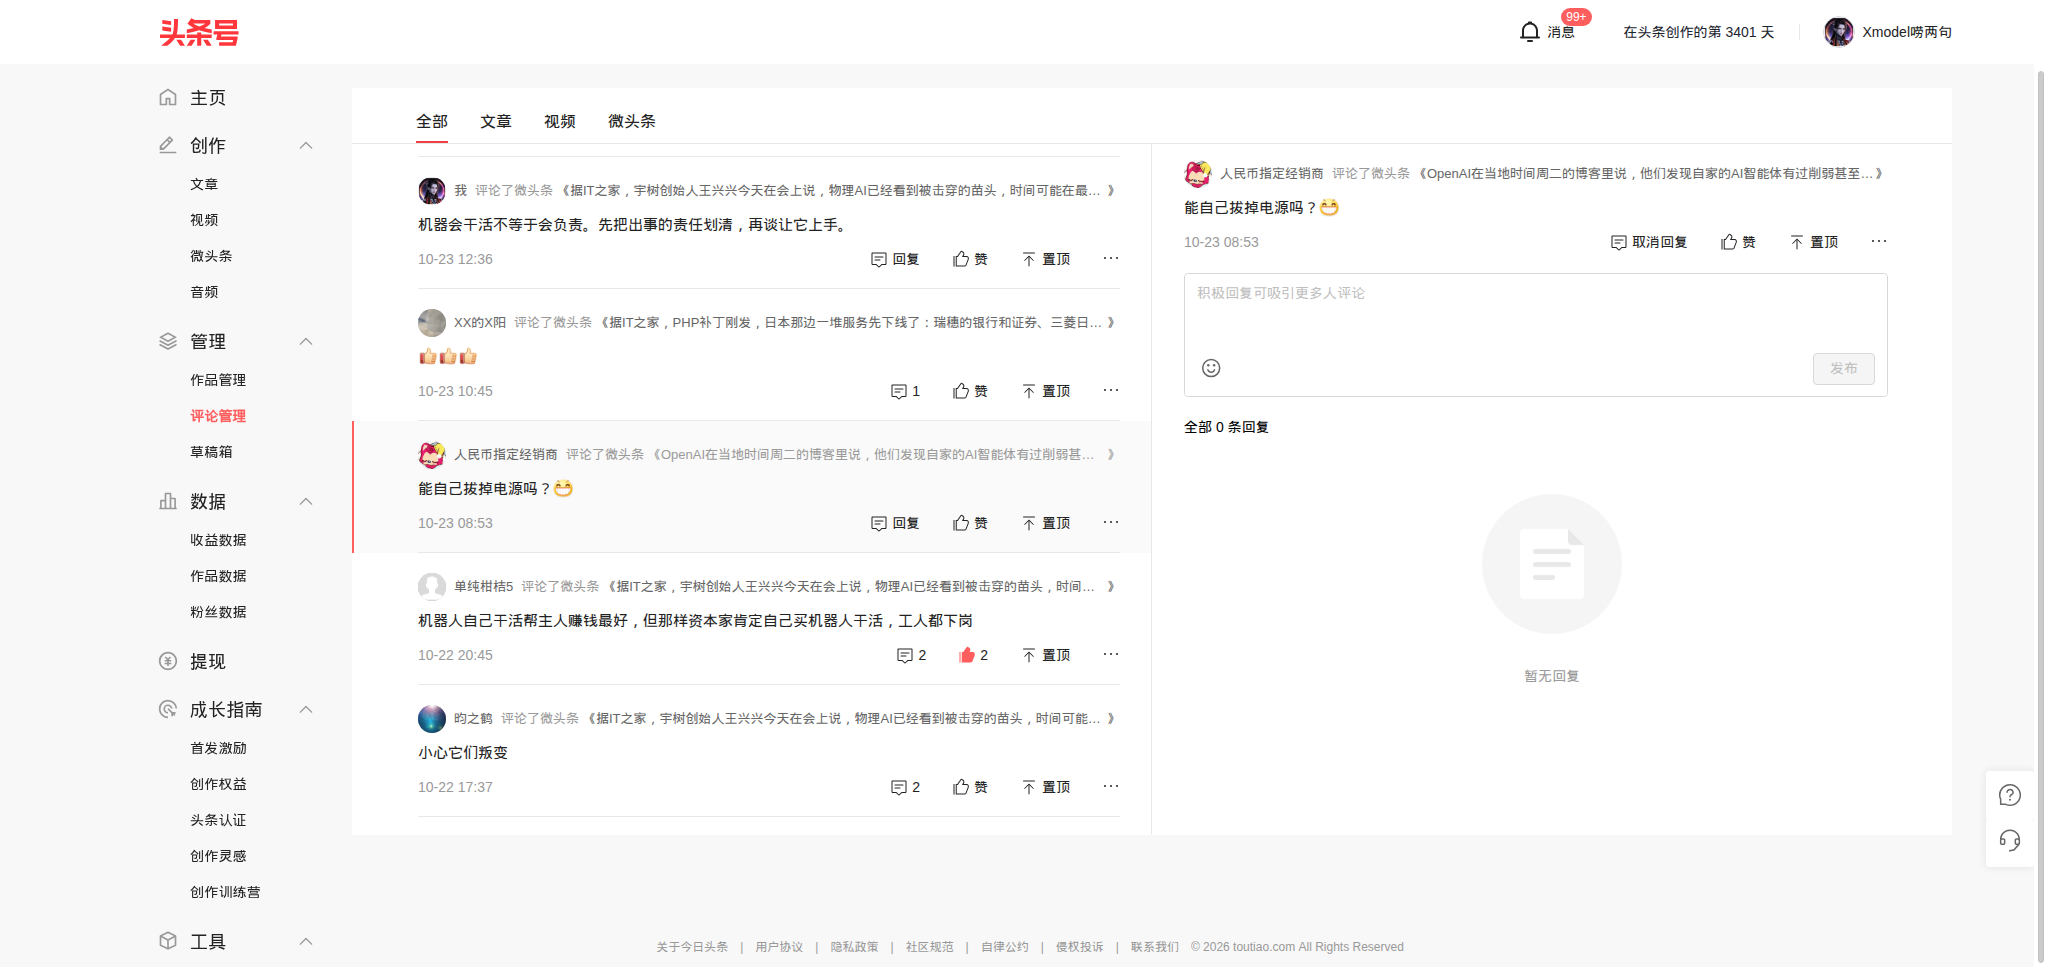 头条号
消息
99+
在头条创作的第 3401 天
Xmodel唠两句
主页
创作
文章
视频
微头条
音频
管理
作品管理
评论管理
草稿箱
数据
收益数据
作品数据
粉丝数据
提现
成长指南
首发激励
创作权益
头条认证
创作灵感
创作训练营
工具
全部
文章
视频
微头条
我 评论了微头条 《据IT之家，宇树创始人王兴兴今天在会上说，物理AI已经看到被击穿的苗头，时间可能在最… 》
机器会干活不等于会负责。先把出事的责任划清，再谈让它上手。
10-23 12:36 回复 赞 置顶 ···
XX的X阳 评论了微头条 《据IT之家，PHP补丁刚发，日本那边一堆服务先下线了：瑞穗的银行和证券、三菱日… 》
👍👍👍
10-23 10:45 1 赞 置顶 ···
人民币指定经销商 评论了微头条 《OpenAI在当地时间周二的博客里说，他们发现自家的AI智能体有过削弱甚… 》
能自己拔掉电源吗？😁
10-23 08:53 回复 赞 置顶 ···
单纯柑桔5 评论了微头条 《据IT之家，宇树创始人王兴兴今天在会上说，物理AI已经看到被击穿的苗头，时间… 》
机器人自己干活帮主人赚钱最好，但那样资本家肯定自己买机器人干活，工人都下岗
10-22 20:45 2 2 置顶 ···
昀之鹤 评论了微头条 《据IT之家，宇树创始人王兴兴今天在会上说，物理AI已经看到被击穿的苗头，时间可能… 》
小心它们叛变
10-22 17:37 2 赞 置顶 ···
人民币指定经销商 评论了微头条 《OpenAI在当地时间周二的博客里说，他们发现自家的AI智能体有过削弱甚至… 》
能自己拔掉电源吗？😁
10-23 08:53 取消回复 赞 置顶 ···
积极回复可吸引更多人评论
发布
全部 0 条回复
暂无回复
关于今日头条 | 用户协议 | 隐私政策 | 社区规范 | 自律公约 | 侵权投诉 | 联系我们 © 2026 toutiao.com All Rights Reserved